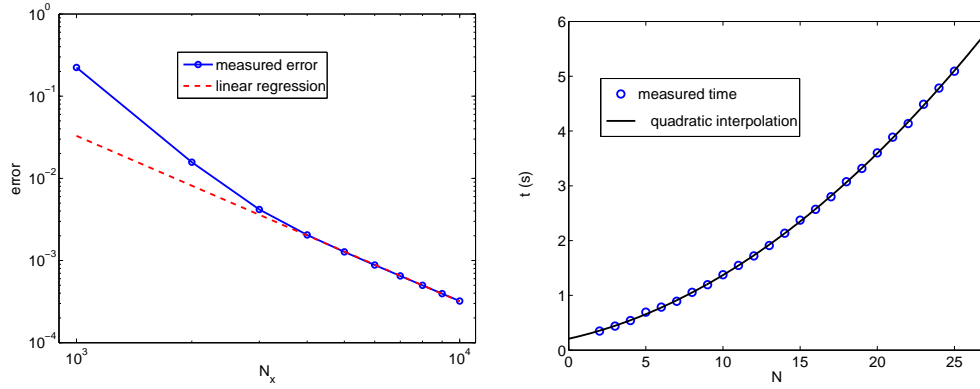 10^0
10^-1
10^-2
10^-3
10^-4
error
10^3
10^4
N_x
measured error
linear regression
6
5
4
3
2
1
0
t (s)
0
5
10
15
20
25
N
measured time
quadratic interpolation